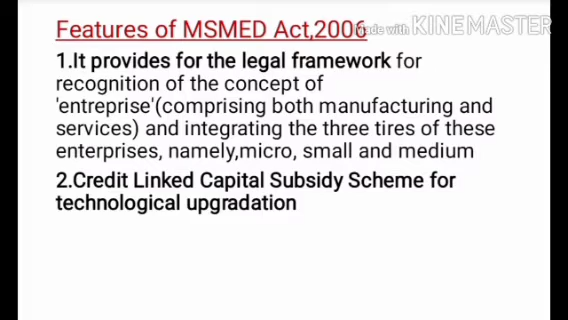 Features of MSMED Act,2006
Made with KINEMASTER
1.It provides for the legal framework for
recognition of the concept of
'entreprise'(comprising both manufacturing and
services) and integrating the three tires of these
enterprises, namely,micro, small and medium
2.Credit Linked Capital Subsidy Scheme for
technological upgradation